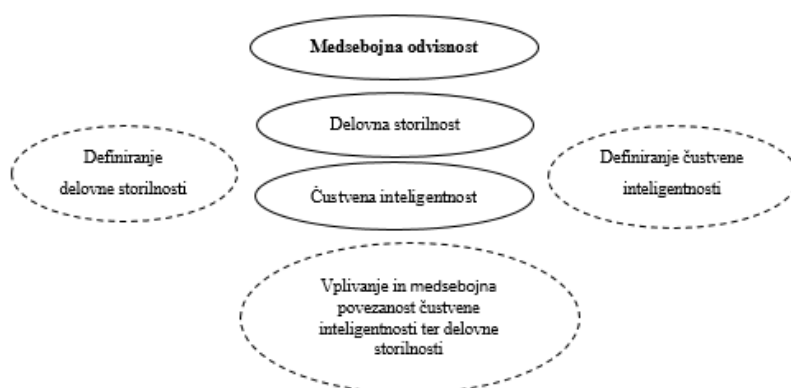 Medsebojna odvisnost
Delovna storilnost
Definiranje
delovne storilnosti
Definiranje čustvene
inteligentnosti
Čustvena inteligentnost
Vplivanje in medsebojna
povezanost čustvene
inteligentnosti ter delovne
storilnosti